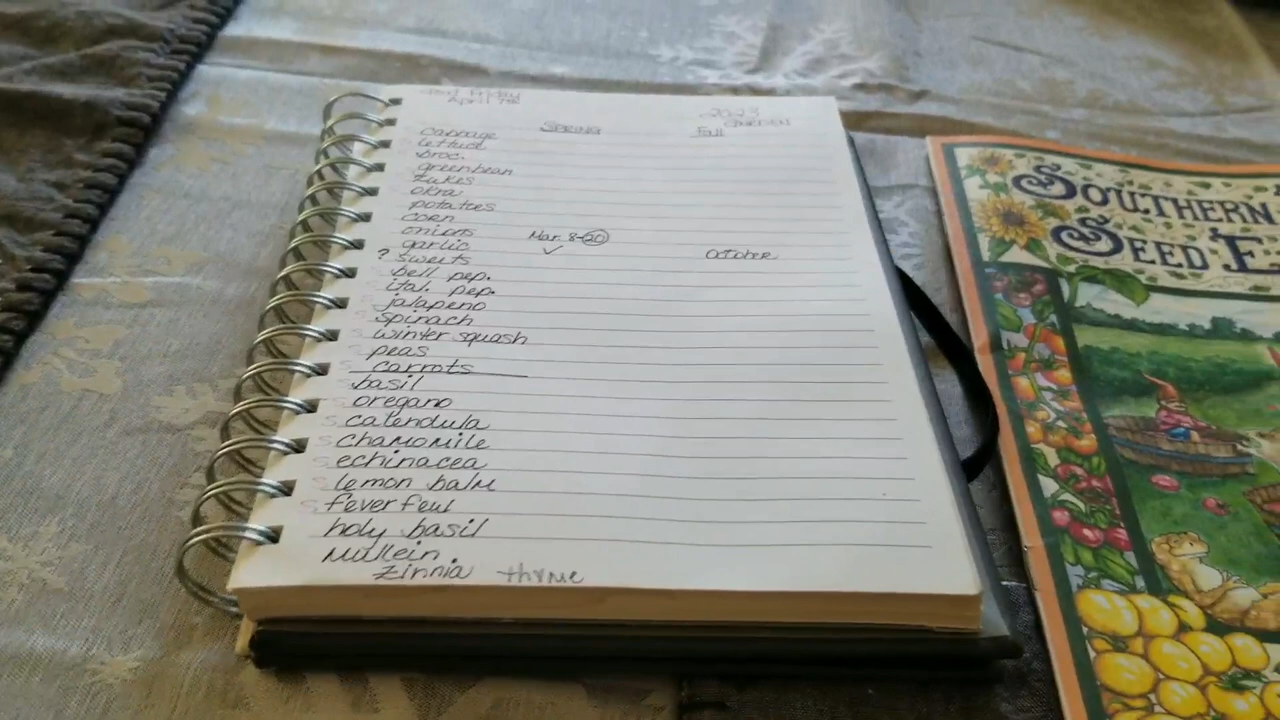 Good Friday
April 7th
2023
GARDEN
SPRING
Fall
cabbage
lettuce
broc.
greenbean
zukes
okra
potatoes
corn
onions Mar. 8-20
garlic ✓ October
? sweets
bell pep.
ital. pep.
jalapeno
spinach
winter squash
peas
carrots
basil
oregano
calendula
chamomile
echinacea
lemon balm
feverfew
holy basil
Mullein
Zinnia thyme
SOUTHERN
SEED E